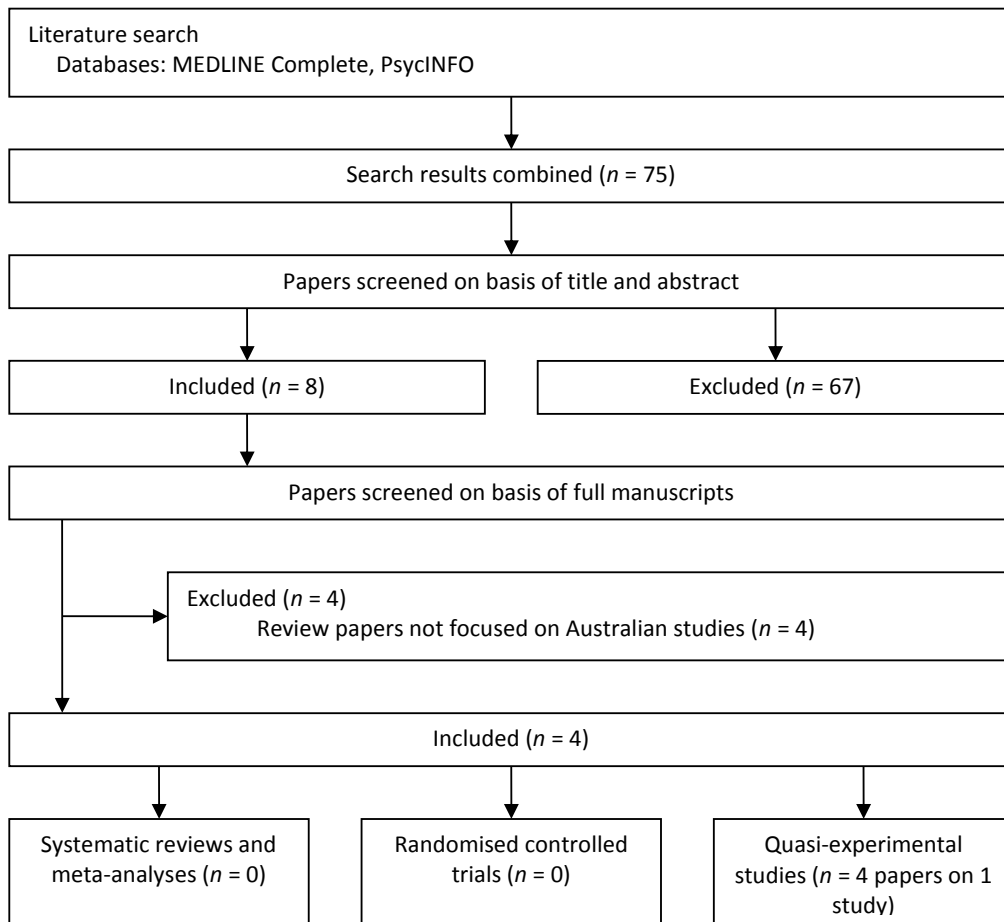 Literature search
Databases: MEDLINE Complete, PsycINFO
Search results combined (n = 75)
Papers screened on basis of title and abstract
Included (n = 8)
Excluded (n = 67)
Papers screened on basis of full manuscripts
Excluded (n = 4)
Review papers not focused on Australian studies (n = 4)
Included (n = 4)
Systematic reviews and
meta-analyses (n = 0)
Randomised controlled
trials (n = 0)
Quasi-experimental
studies (n = 4 papers on 1
study)